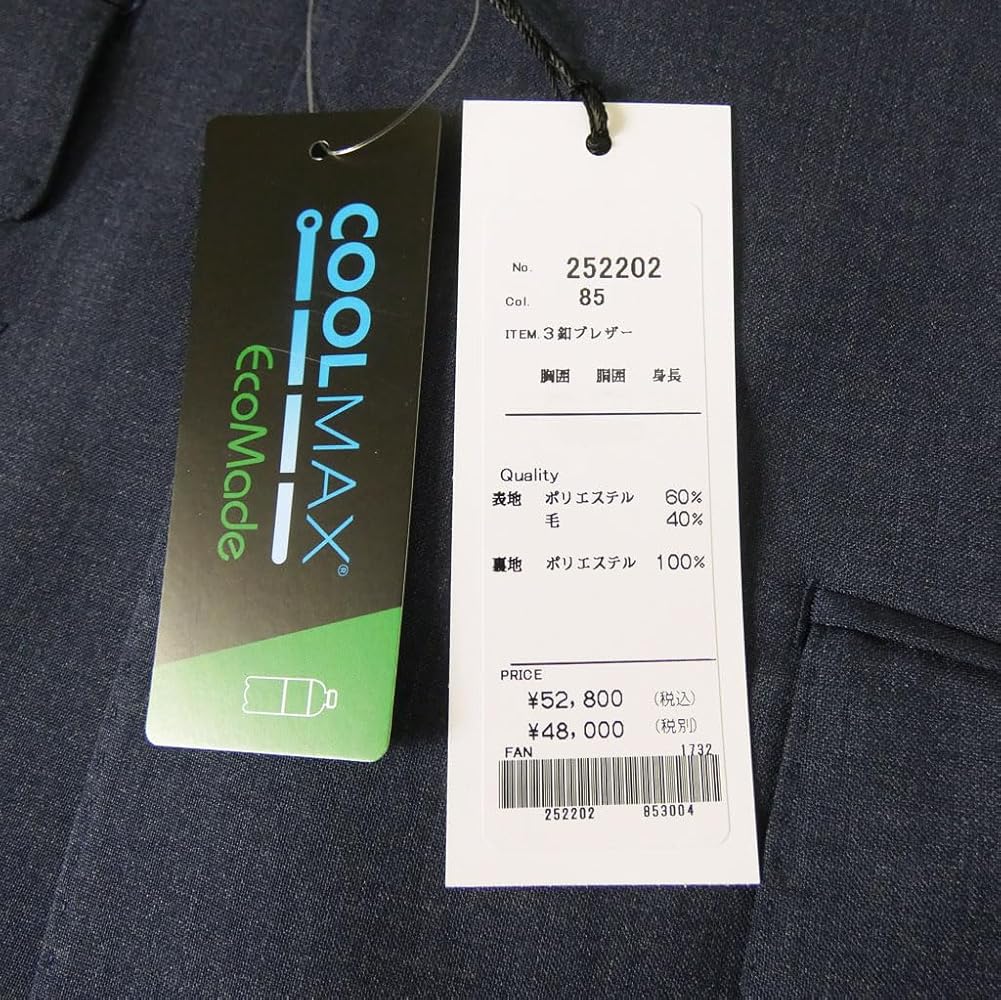 COOLMAX®
EcoMade
No. 252202
Col. 85
ITEM.3釦ブレザー
胸囲 胴囲 身長
Quality
表地 ポリエステル 60%
毛 40%
裏地 ポリエステル 100%
PRICE
¥52,800 (税込)
¥48,000 (税別)
FAN 1732
252202 853004